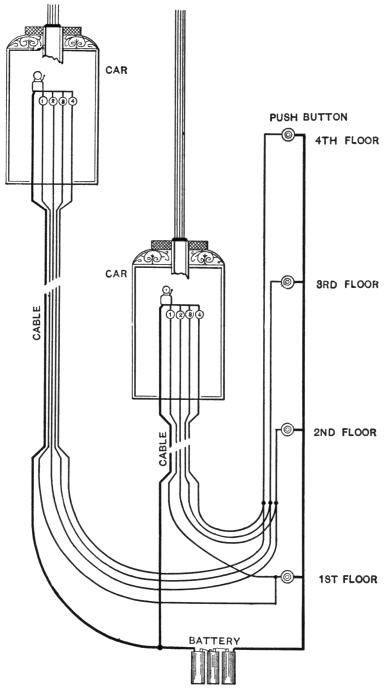 CAR
PUSH BUTTON
4TH FLOOR
1 2 3 4
CAR
3RD FLOOR
1 2 3 4
CABLE
2ND FLOOR
CABLE
1ST FLOOR
BATTERY